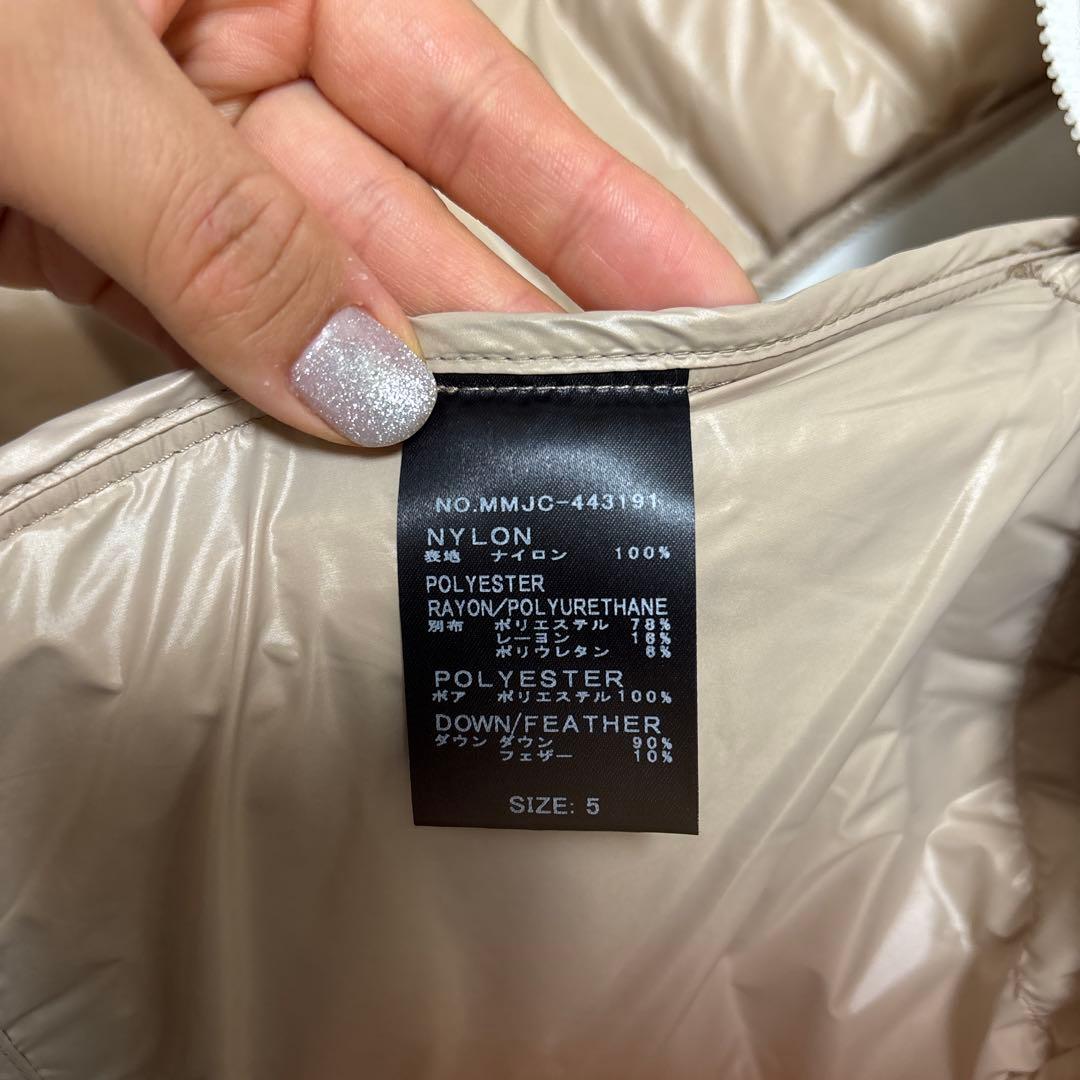 NO.MMJC-443191
NYLON
表地 ナイロン 100%
POLYESTER
RAYON/POLYURETHANE
別布 ポリエステル 78%
レーヨン 16%
ポリウレタン 6%
POLYESTER
ボア ポリエステル100%
DOWN/FEATHER
ダウン ダウン 90%
フェザー 10%
SIZE: 5